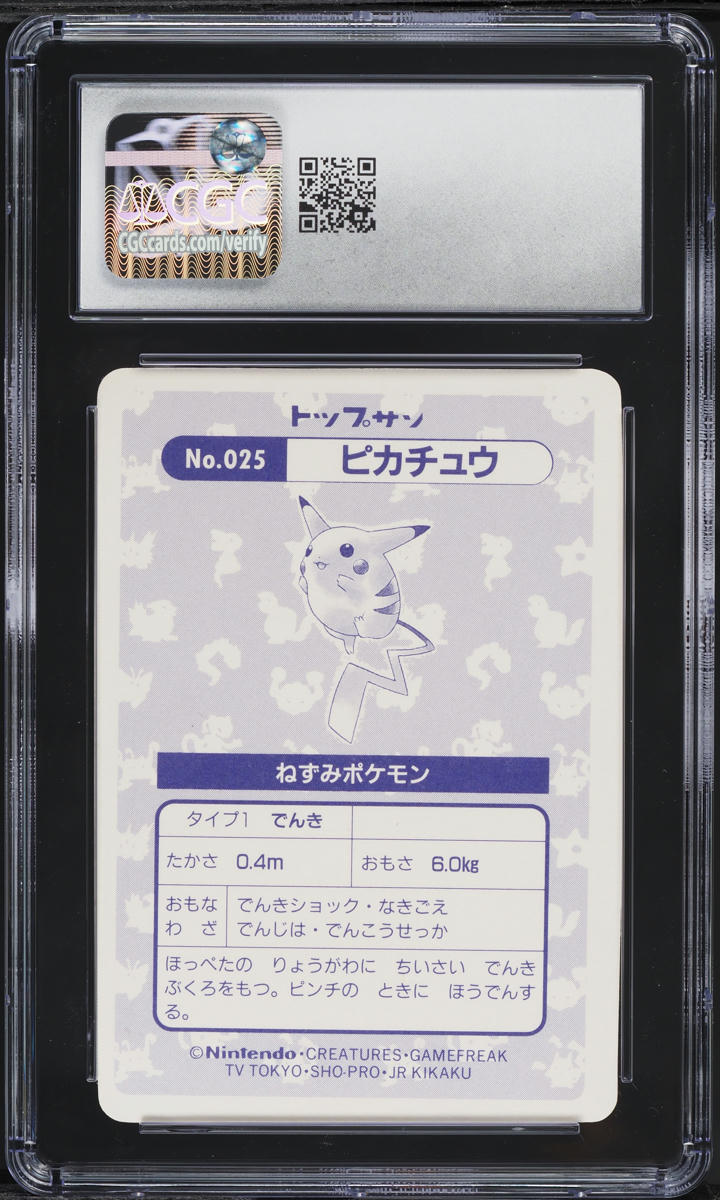 CGC
CGCcards.com/verify
トップサン
No.025 ピカチュウ
ねずみポケモン
タイプ1 でんき
たかさ 0.4m おもさ 6.0kg
おもな でんきショック・なきごえ
わ ざ でんじは・でんこうせっか
ほっぺたの りょうがわに ちいさい でんき
ぶくろをもつ。ピンチの ときに ほうでんす
る。
©Nintendo・CREATURES・GAMEFREAK
TV TOKYO・SHO-PRO・JR KIKAKU